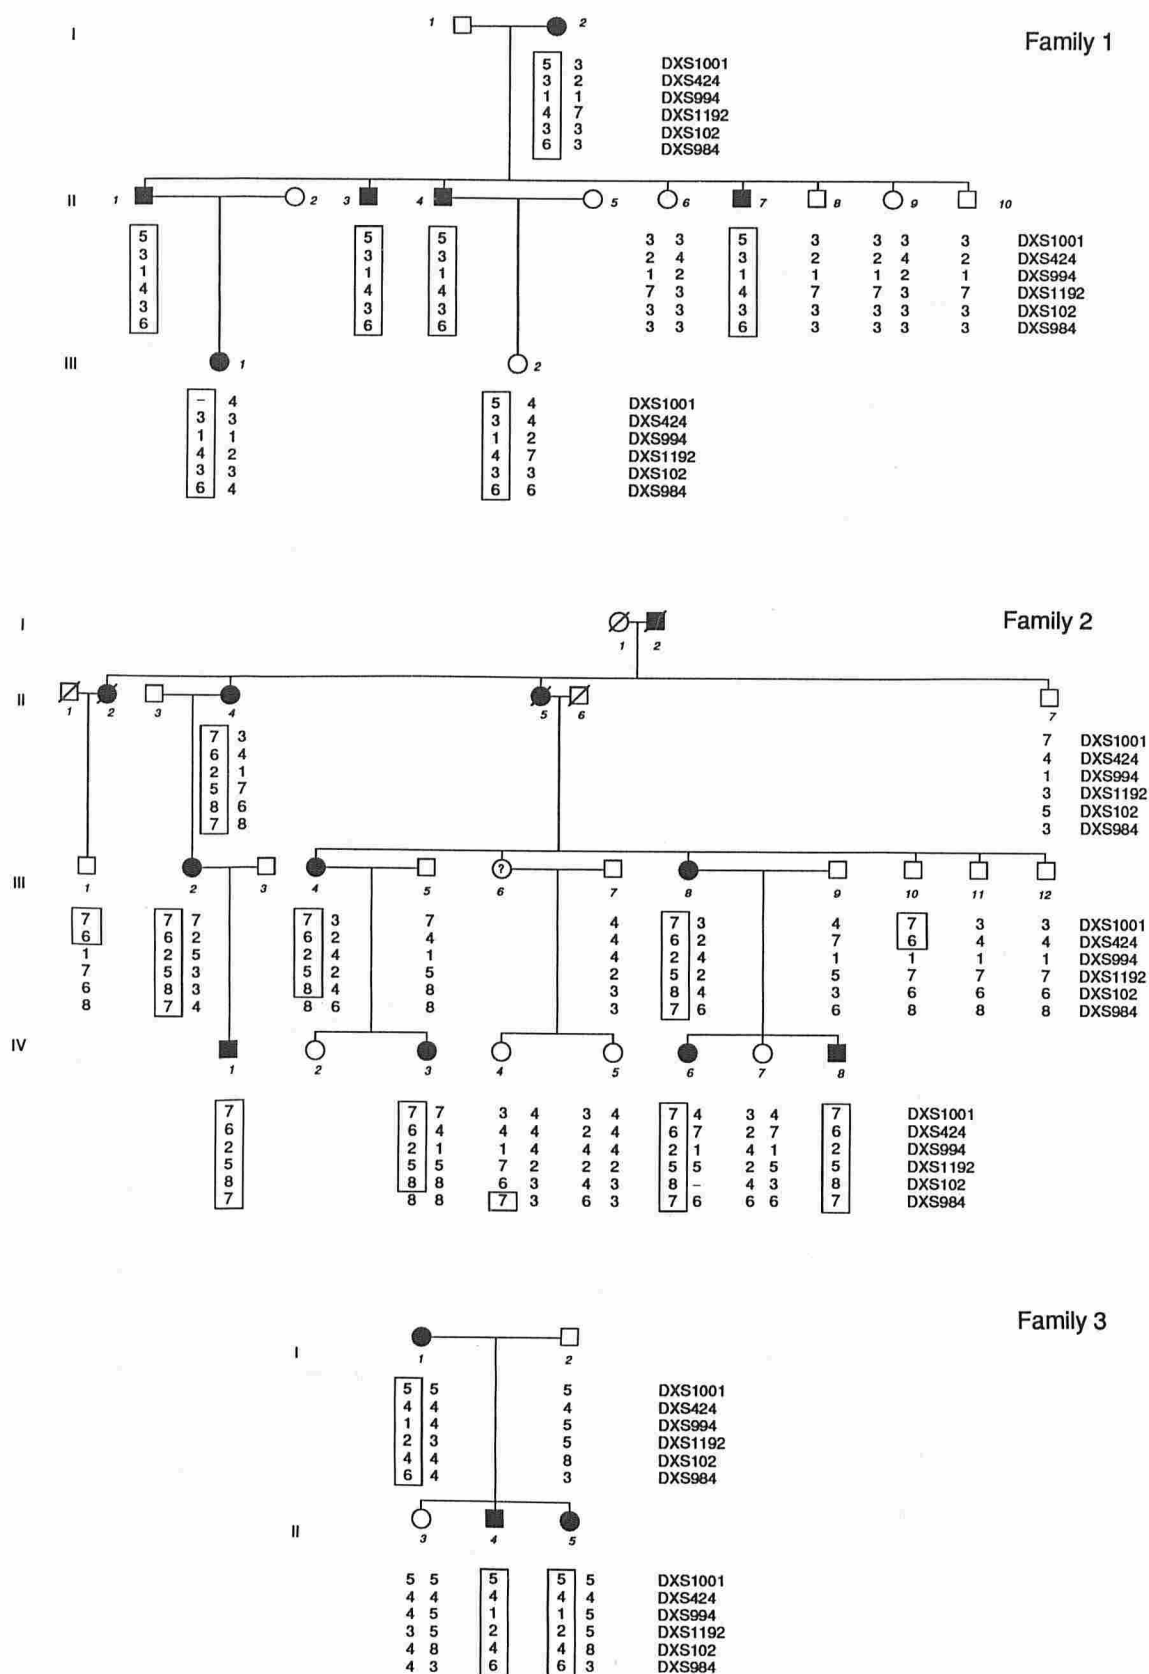 I 1 2 Family 1
5 3 DXS1001
3 2 DXS424
1 1 DXS994
4 7 DXS1192
3 3 DXS102
6 3 DXS984
II 1 2 3 4 5 6 7 8 9 10
5 5 5 3 3 5 3 3 3 3 DXS1001
3 3 3 2 4 3 2 2 4 2 DXS424
1 1 1 1 2 1 1 1 2 1 DXS994
4 4 4 7 3 4 7 7 3 7 DXS1192
3 3 3 3 3 3 3 3 3 3 DXS102
6 6 6 3 3 6 3 3 3 3 DXS984
III 1 2
– 4 5 4 DXS1001
3 3 3 4 DXS424
1 1 1 2 DXS994
4 2 4 7 DXS1192
3 3 3 3 DXS102
6 4 6 6 DXS984
I Family 2
1 2
II
1 2 3 4 5 6 7
7 3 7 DXS1001
6 4 4 DXS424
2 1 1 DXS994
5 7 3 DXS1192
8 6 5 DXS102
7 8 3 DXS984
?
III 1 2 3 4 5 6 7 8 9 10 11 12
7 7 7 7 3 7 4 7 3 4 7 3 3 DXS1001
6 6 2 6 2 4 4 6 2 7 6 4 4 DXS424
1 2 5 2 4 1 4 2 4 1 1 1 1 DXS994
7 5 3 5 2 5 2 5 2 5 7 7 7 DXS1192
6 8 3 8 4 8 3 8 4 3 6 6 6 DXS102
8 7 4 8 6 8 3 7 6 6 8 8 8 DXS984
IV
1 2 3 4 5 6 7 8
7 7 7 3 4 3 4 7 4 3 4 7 DXS1001
6 6 4 4 4 2 4 6 7 2 7 6 DXS424
2 2 1 1 4 4 4 2 1 4 1 2 DXS994
5 5 5 7 2 2 2 5 5 2 5 5 DXS1192
8 8 8 6 3 4 3 8 – 4 3 8 DXS102
7 8 8 7 3 6 3 7 6 6 6 7 DXS984
Family 3
I
1 2
5 5 5 DXS1001
4 4 4 DXS424
1 4 5 DXS994
2 3 5 DXS1192
4 4 8 DXS102
6 4 3 DXS984
II
3 4 5
5 5 5 5 5 DXS1001
4 4 4 4 4 DXS424
4 5 1 1 5 DXS994
3 5 2 2 5 DXS1192
4 8 4 4 8 DXS102
4 3 6 6 3 DXS984